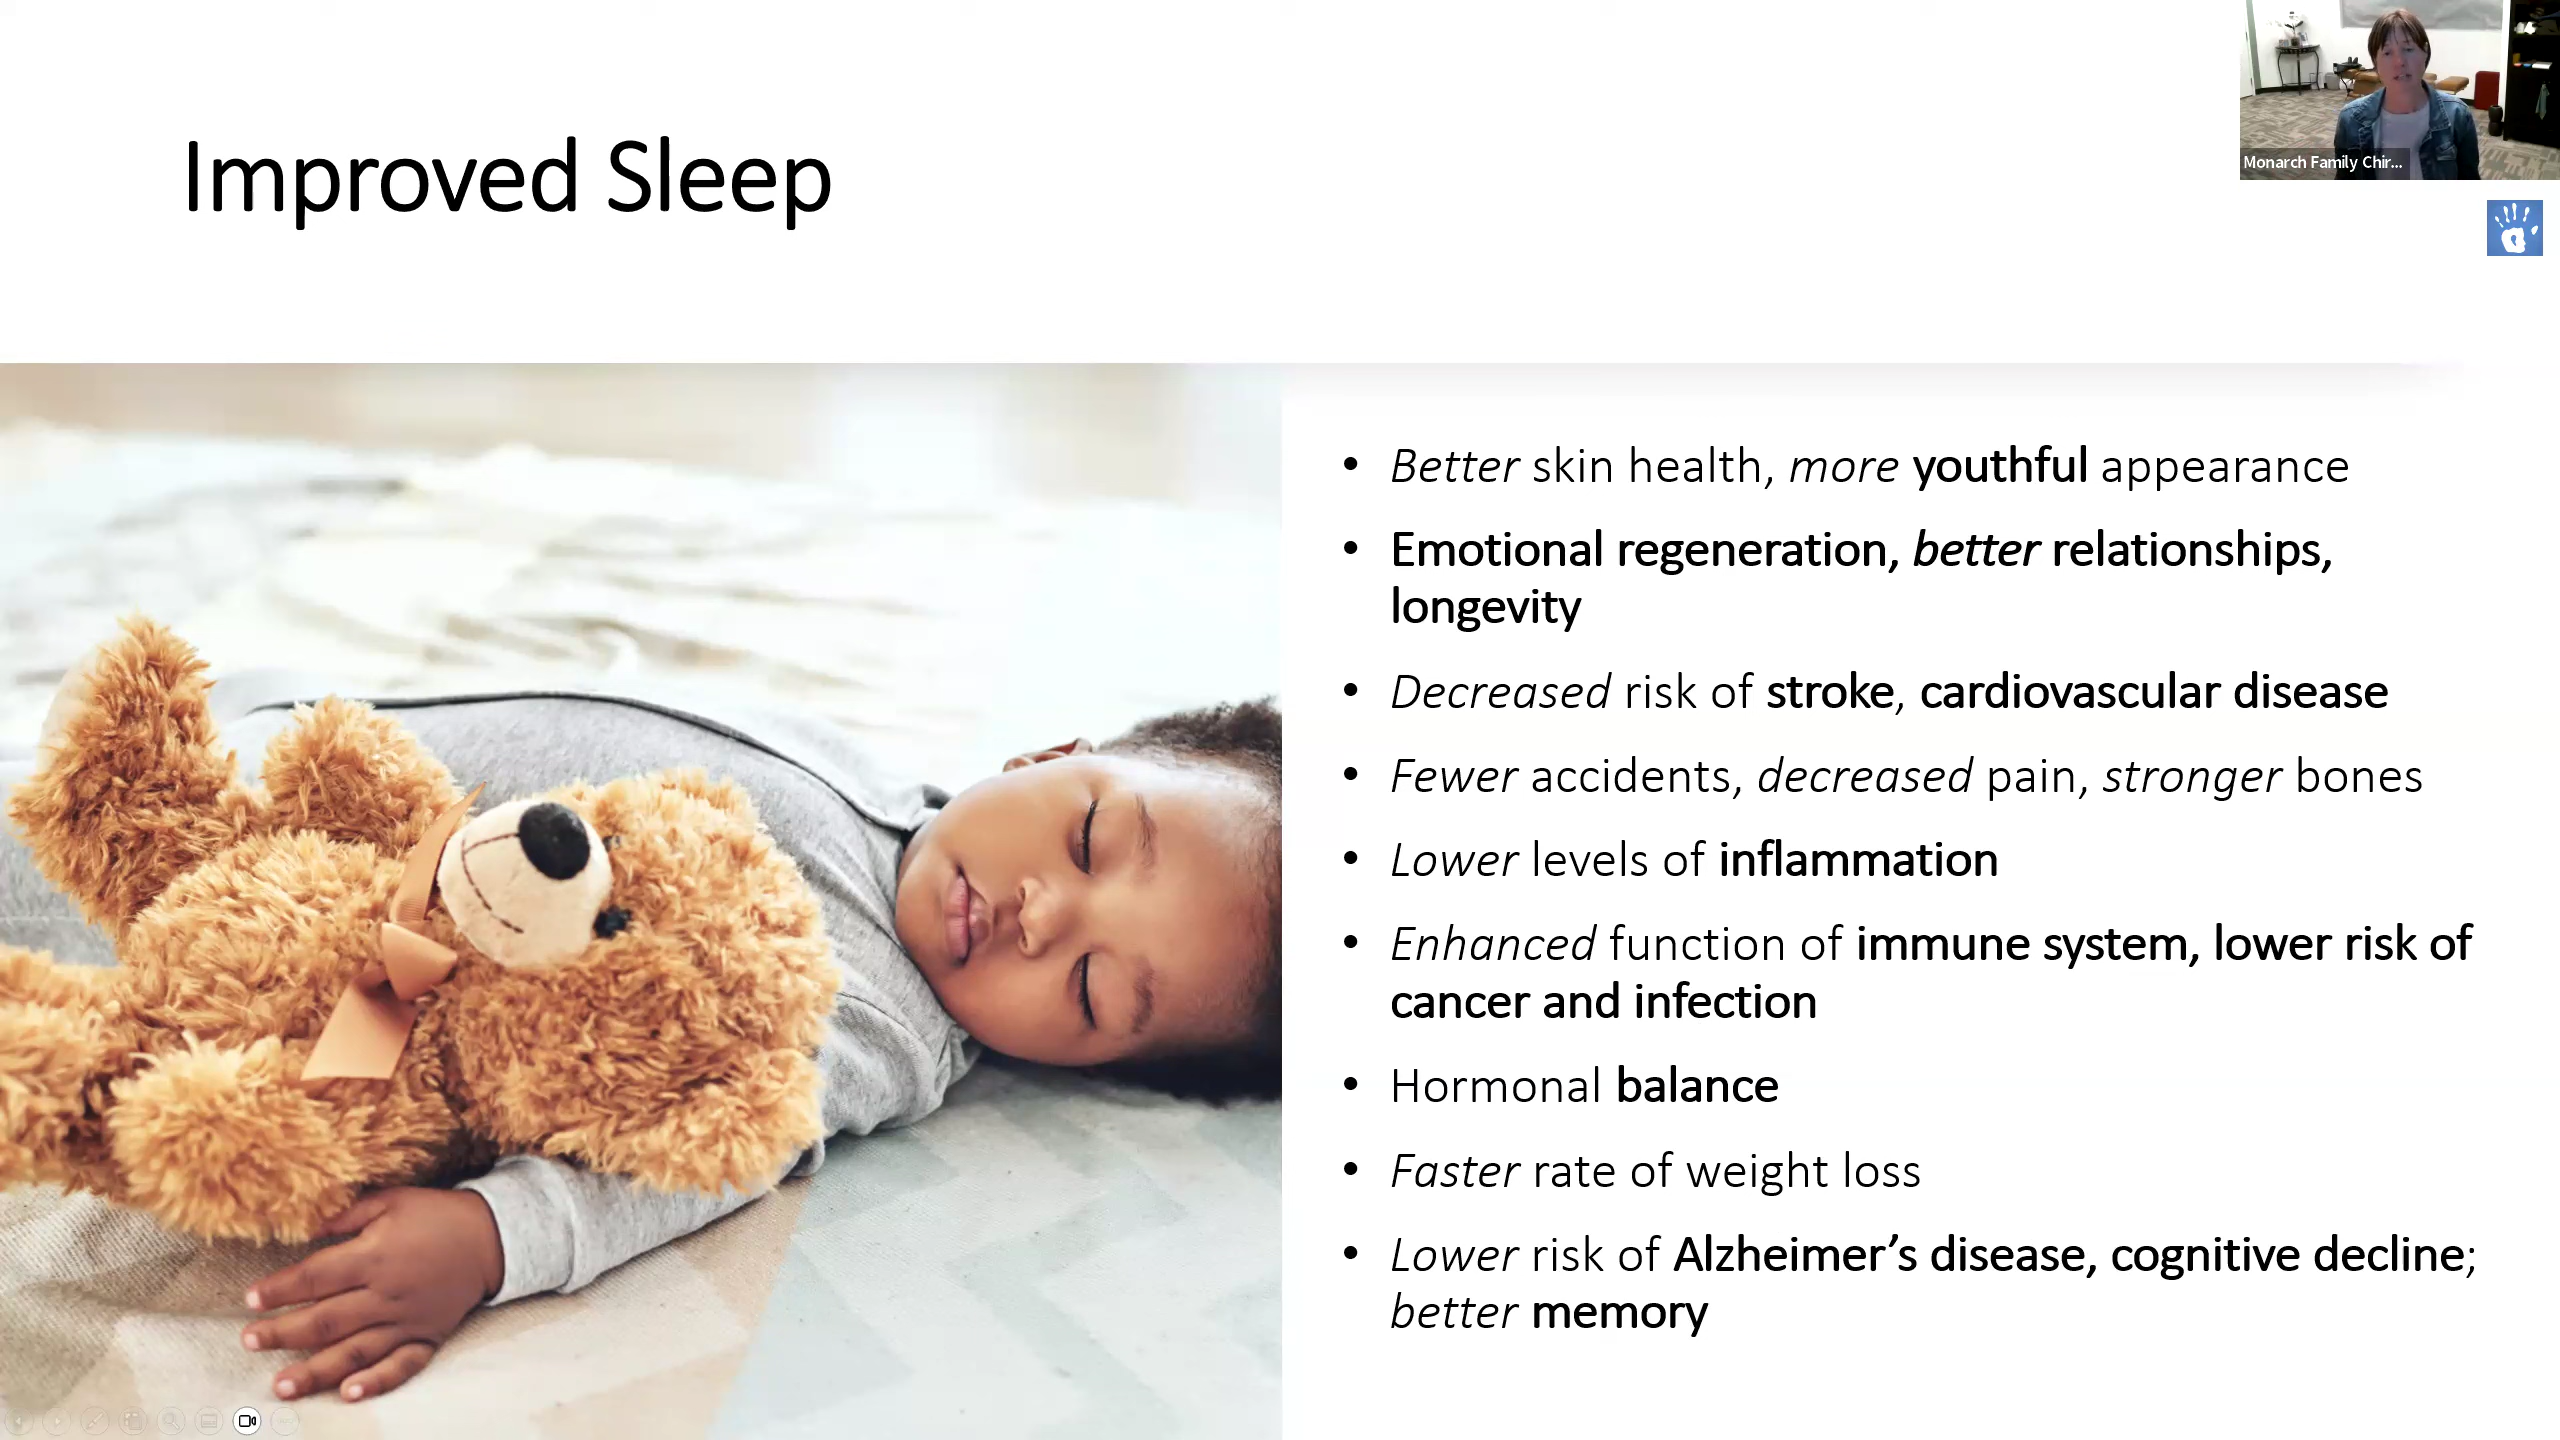 Improved Sleep
Monarch Family Chir...
• Better skin health, more youthful appearance
• Emotional regeneration, better relationships,
longevity
• Decreased risk of stroke, cardiovascular disease
• Fewer accidents, decreased pain, stronger bones
• Lower levels of inflammation
• Enhanced function of immune system, lower risk of
cancer and infection
• Hormonal balance
• Faster rate of weight loss
• Lower risk of Alzheimer’s disease, cognitive decline;
better memory